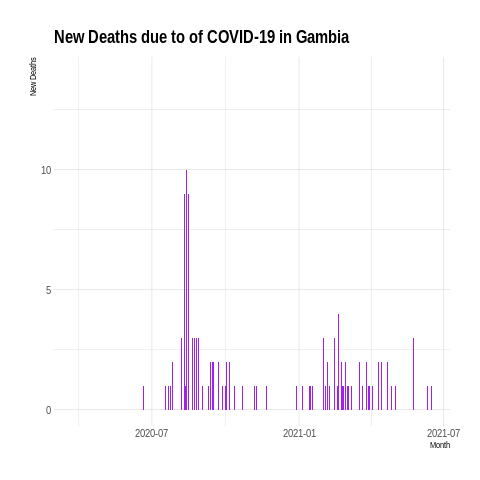 New Deaths due to of COVID-19 in Gambia
New Deaths
10
5
0
2020-07
2021-01
2021-07
Month